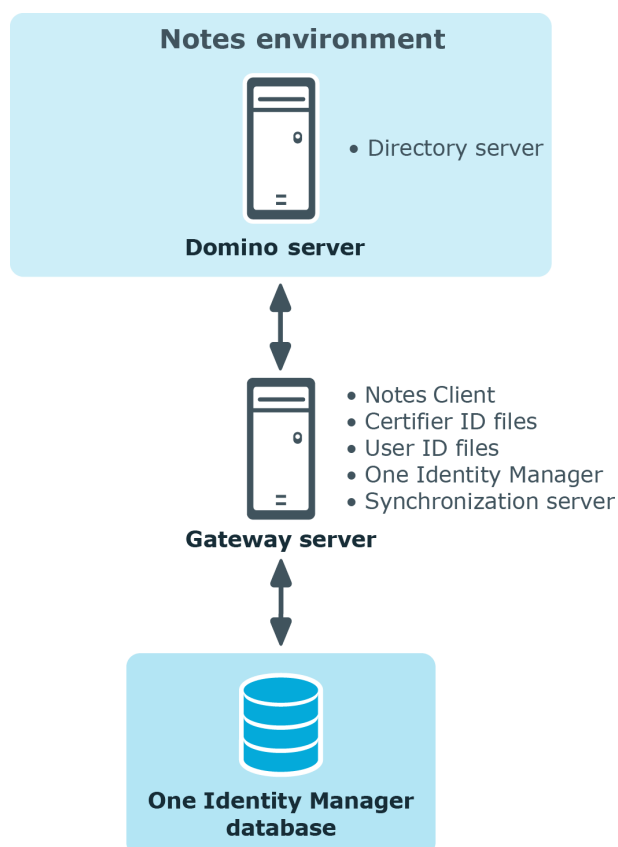 Notes environment
• Directory server
Domino server
• Notes Client
• Certifier ID files
• User ID files
• One Identity Manager
• Synchronization server
Gateway server
One Identity Manager
database